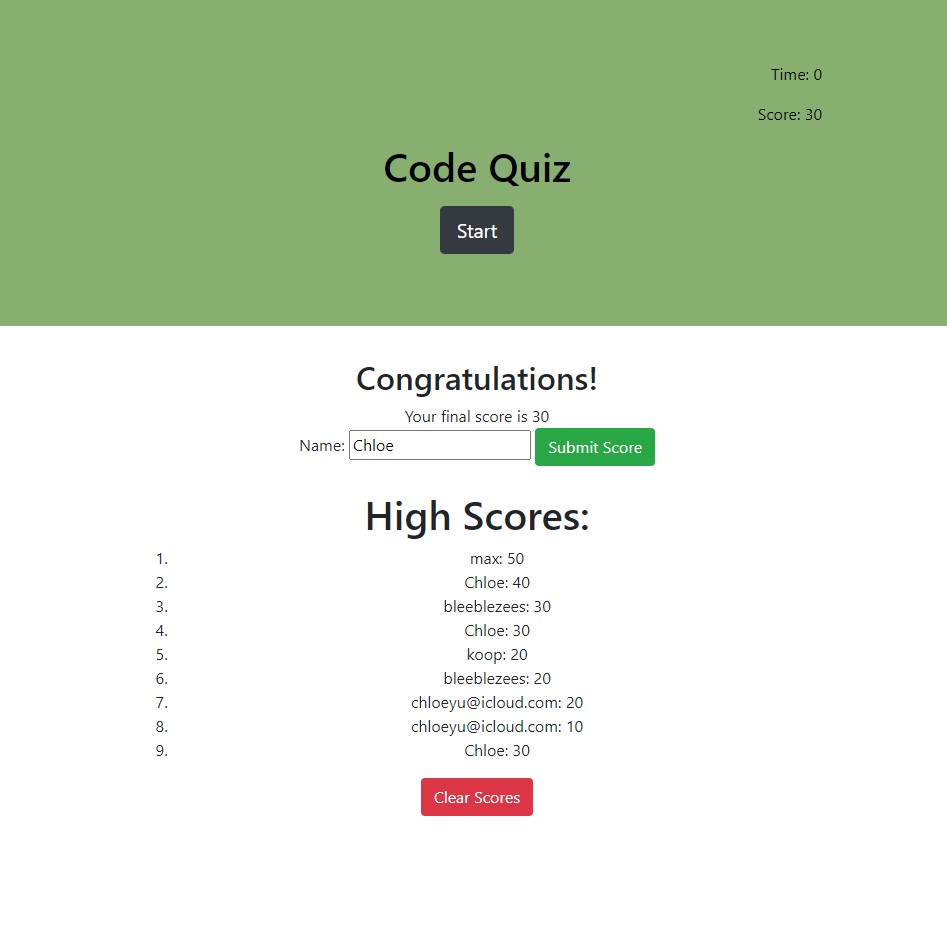 Time: 0
Score: 30
Code Quiz
Start
Congratulations!
Your final score is 30
Name: Chloe Submit Score
High Scores:
1. max: 50
2. Chloe: 40
3. bleeblezees: 30
4. Chloe: 30
5. koop: 20
6. bleeblezees: 20
7. chloeyu@icloud.com: 20
8. chloeyu@icloud.com: 10
9. Chloe: 30
Clear Scores